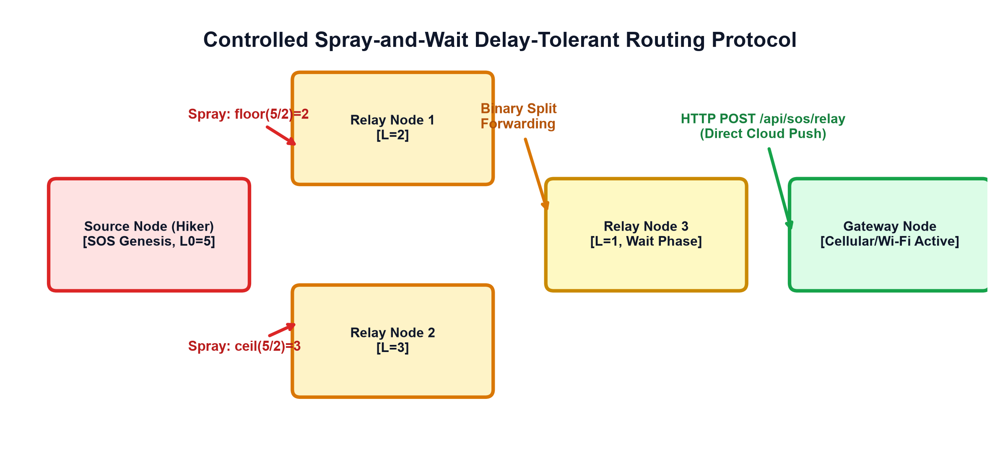 Controlled Spray-and-Wait Delay-Tolerant Routing Protocol
Spray: floor(5/2)=2
Relay Node 1
[L=2]
Binary Split
Forwarding
HTTP POST /api/sos/relay
(Direct Cloud Push)
Source Node (Hiker)
[SOS Genesis, L0=5]
Relay Node 3
[L=1, Wait Phase]
Gateway Node
[Cellular/Wi-Fi Active]
Spray: ceil(5/2)=3
Relay Node 2
[L=3]